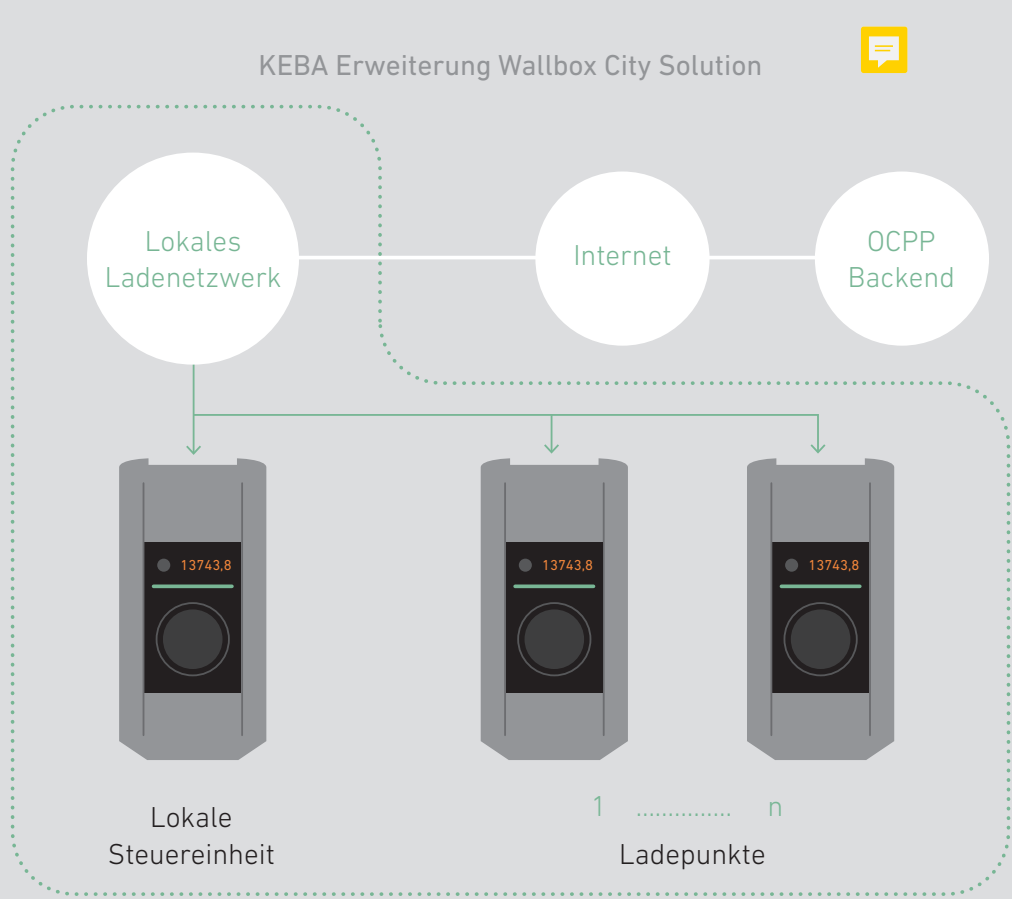 KEBA Erweiterung Wallbox City Solution
Lokales
Ladenetzwerk
Internet
OCPP
Backend
13743,8
13743,8
13743,8
Lokale
Steuereinheit
1 ............... n
Ladepunkte